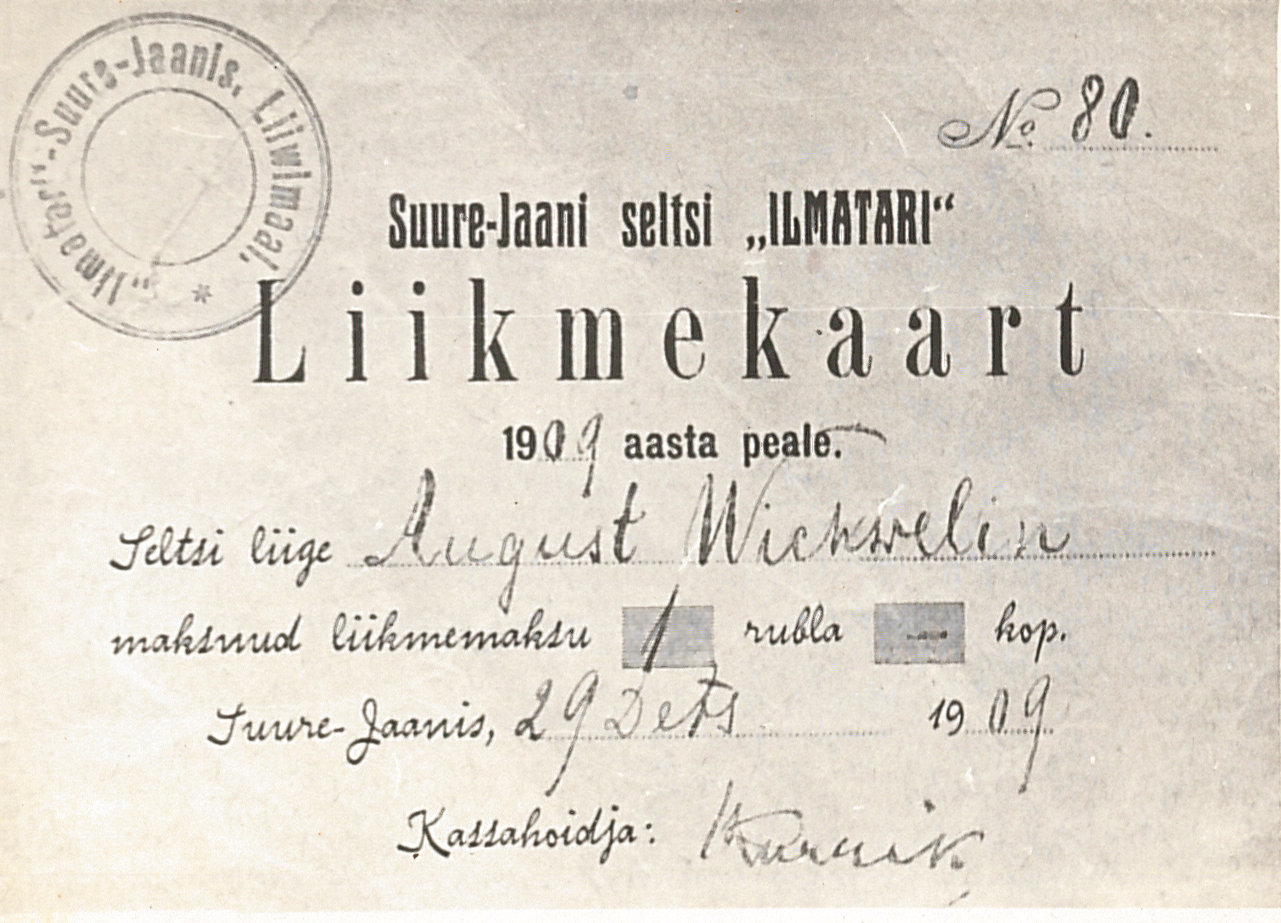 „Ilmatar“-Suure-Jaanis, Liiwimaal. *
№ 80.
Suure-Jaani seltsi „ILMATARI“
Liikmekaart
1909 aasta peale.
Seltsi liige August Wichwelin
maksnud liikmemaksu 1 rubla — kop.
Suure-Jaanis, 29 Dets 1909
Kassahoidja: